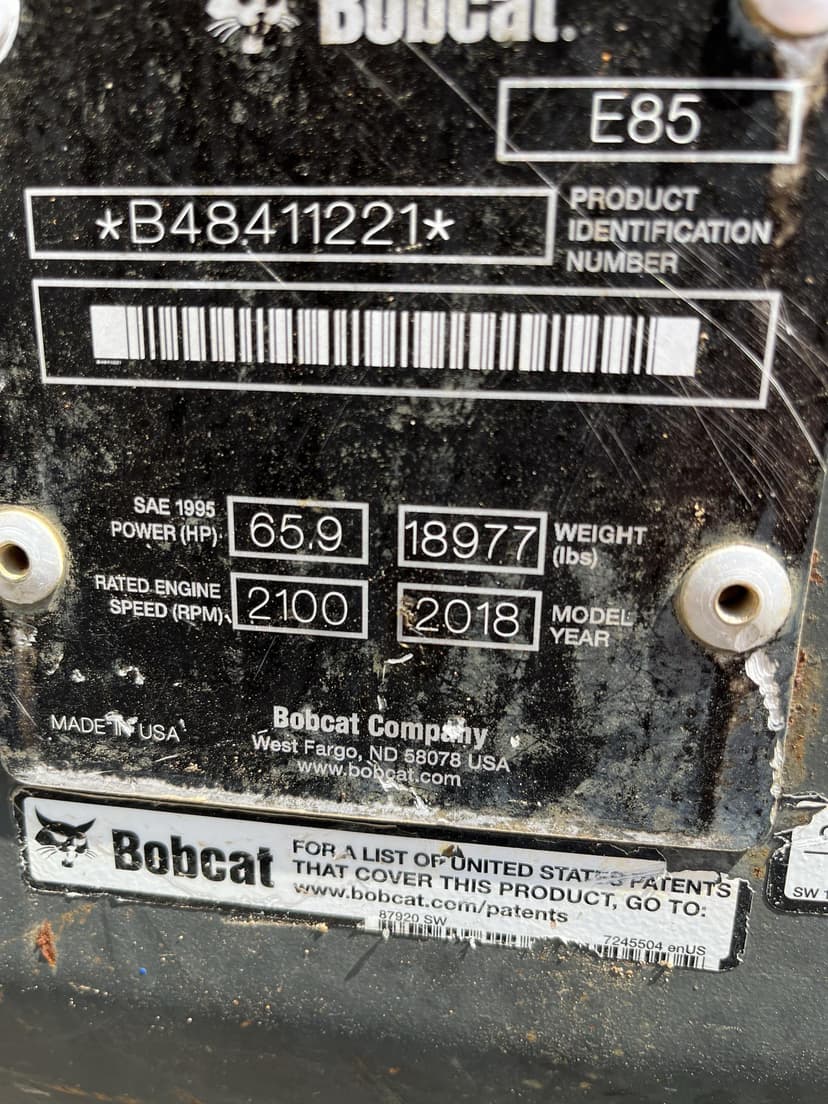 Bobcat.
E85
*B48411221*
PRODUCT
IDENTIFICATION
NUMBER
SAE 1995
POWER (HP)
65.9
18977
WEIGHT
(lbs)
RATED ENGINE
SPEED (RPM)
2100
2018
MODEL
YEAR
MADE IN USA
Bobcat Company
West Fargo, ND 58078 USA
www.bobcat.com
Bobcat
FOR A LIST OF UNITED STATES PATENTS
THAT COVER THIS PRODUCT, GO TO:
www.bobcat.com/patents
87920 SW
7245504 enUS